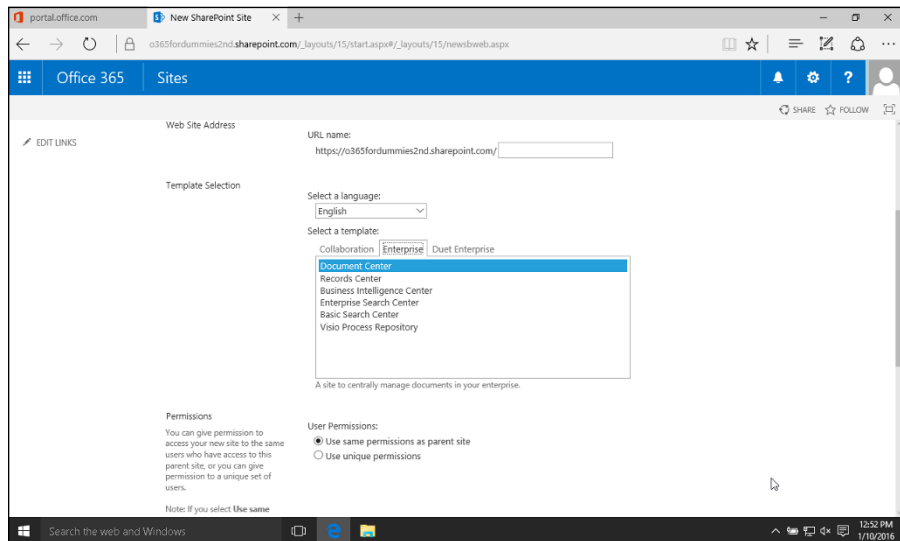 portal.office.com
New SharePoint Site
o365fordummies2nd.sharepoint.com/_layouts/15/start.aspx#/_layouts/15/newsbweb.aspx
Office 365
Sites
SHARE
FOLLOW
EDIT LINKS
Web Site Address
URL name:
https://o365fordummies2nd.sharepoint.com/
Template Selection
Select a language:
English
Select a template:
Collaboration Enterprise Duet Enterprise
Document Center
Records Center
Business Intelligence Center
Enterprise Search Center
Basic Search Center
Visio Process Repository
A site to centrally manage documents in your enterprise.
Permissions
You can give permission to
access your new site to the same
users who have access to this
parent site, or you can give
permission to a unique set of
users.
Note: If you select Use same
User Permissions:
Use same permissions as parent site
Use unique permissions
Search the web and Windows
12:52 PM
1/10/2016